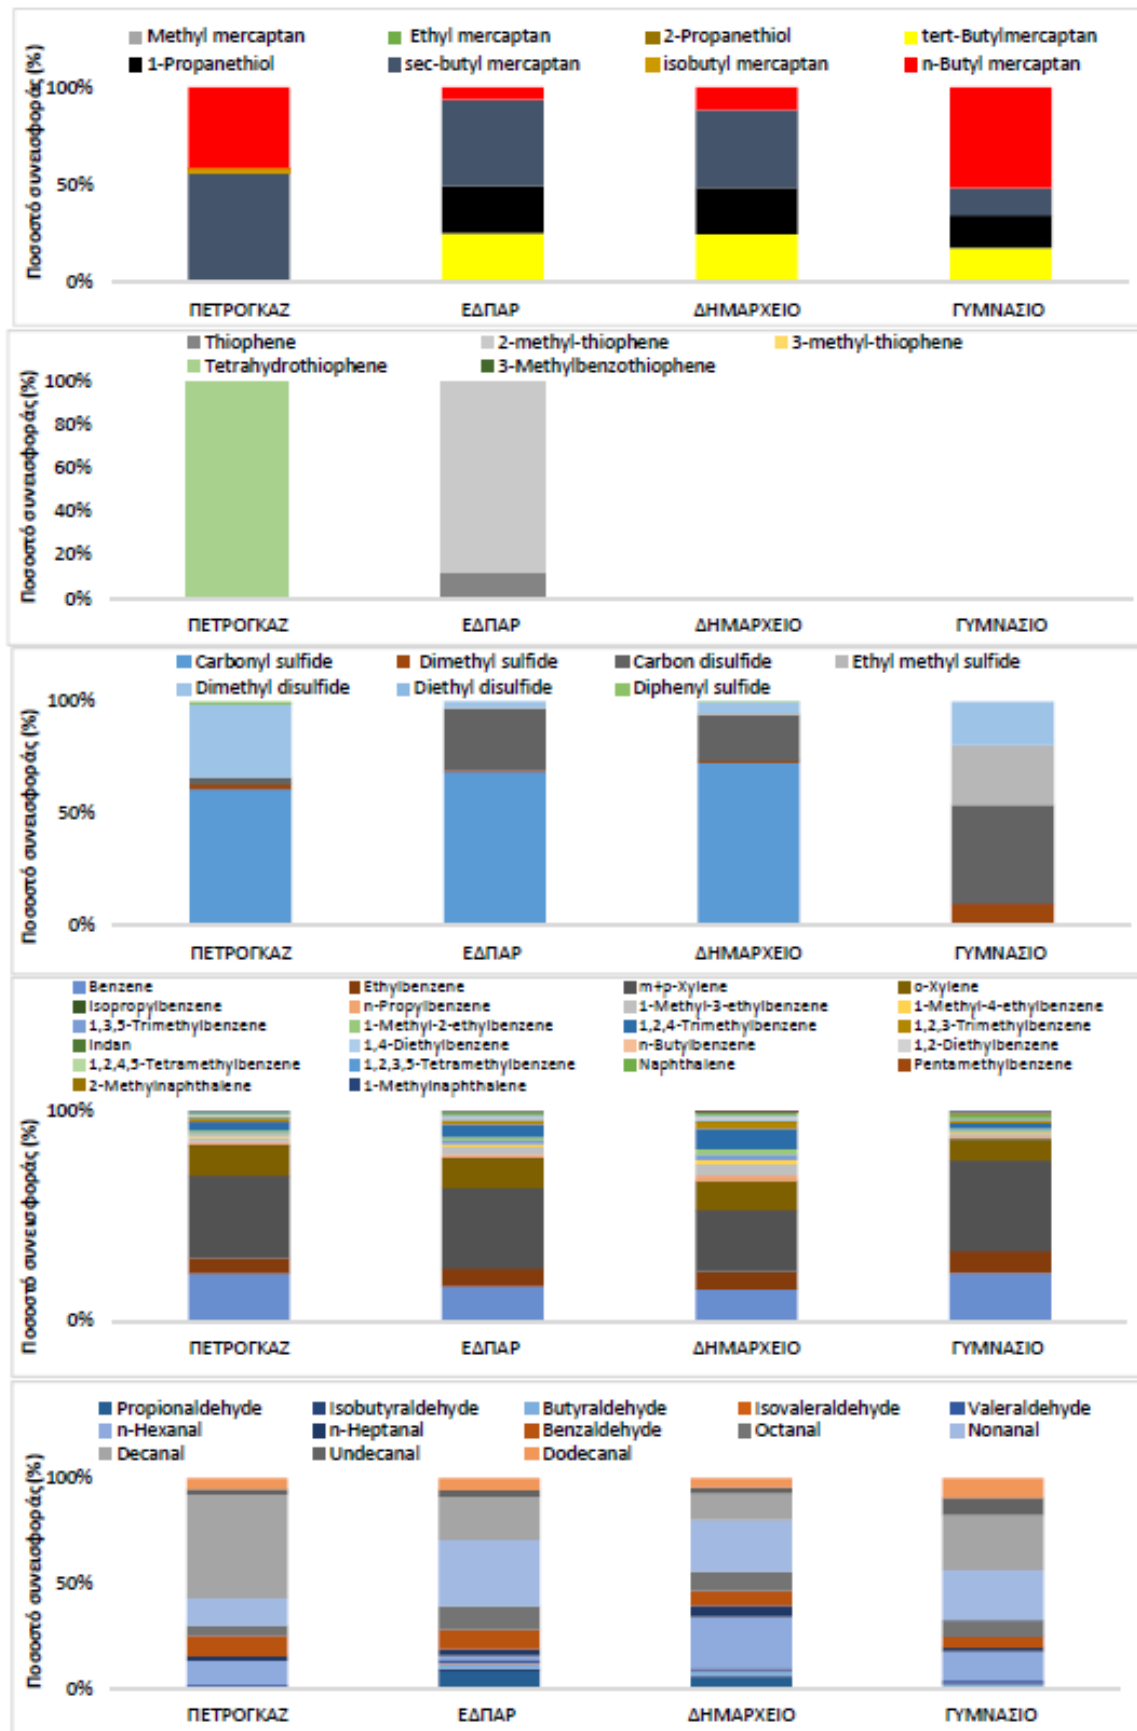 Methyl mercaptan Ethyl mercaptan 2-Propanethiol tert-Butylmercaptan
1-Propanethiol sec-butyl mercaptan isobutyl mercaptan n-Butyl mercaptan
Ποσοστό συνεισφοράς (%)
100%
50%
0%
ΠΕΤΡΟΓΚΑΖ ΕΔΠΑΡ ΔΗΜΑΡΧΕΙΟ ΓΥΜΝΑΣΙΟ
Thiophene 2-methyl-thiophene 3-methyl-thiophene
Tetrahydrothiophene 3-Methylbenzothiophene
Ποσοστό συνεισφοράς (%)
100%
80%
60%
40%
20%
0%
ΠΕΤΡΟΓΚΑΖ ΕΔΠΑΡ ΔΗΜΑΡΧΕΙΟ ΓΥΜΝΑΣΙΟ
Carbonyl sulfide Dimethyl sulfide Carbon disulfide Ethyl methyl sulfide
Dimethyl disulfide Diethyl disulfide Diphenyl sulfide
Ποσοστό συνεισφοράς (%)
100%
50%
0%
ΠΕΤΡΟΓΚΑΖ ΕΔΠΑΡ ΔΗΜΑΡΧΕΙΟ ΓΥΜΝΑΣΙΟ
Benzene Ethylbenzene m+p-Xylene o-Xylene
Isopropylbenzene n-Propylbenzene 1-Methyl-3-ethylbenzene 1-Methyl-4-ethylbenzene
1,3,5-Trimethylbenzene 1-Methyl-2-ethylbenzene 1,2,4-Trimethylbenzene 1,2,3-Trimethylbenzene
Indan 1,4-Diethylbenzene n-Butylbenzene 1,2-Diethylbenzene
1,2,4,5-Tetramethylbenzene 1,2,3,5-Tetramethylbenzene Naphthalene Pentamethylbenzene
2-Methylnaphthalene 1-Methylnaphthalene
Ποσοστό συνεισφοράς (%)
100%
0%
ΠΕΤΡΟΓΚΑΖ ΕΔΠΑΡ ΔΗΜΑΡΧΕΙΟ ΓΥΜΝΑΣΙΟ
Propionaldehyde Isobutyraldehyde Butyraldehyde Isovaleraldehyde Valeraldehyde
n-Hexanal n-Heptanal Benzaldehyde Octanal Nonanal
Decanal Undecanal Dodecanal
Ποσοστό συνεισφοράς (%)
100%
50%
0%
ΠΕΤΡΟΓΚΑΖ ΕΔΠΑΡ ΔΗΜΑΡΧΕΙΟ ΓΥΜΝΑΣΙΟ